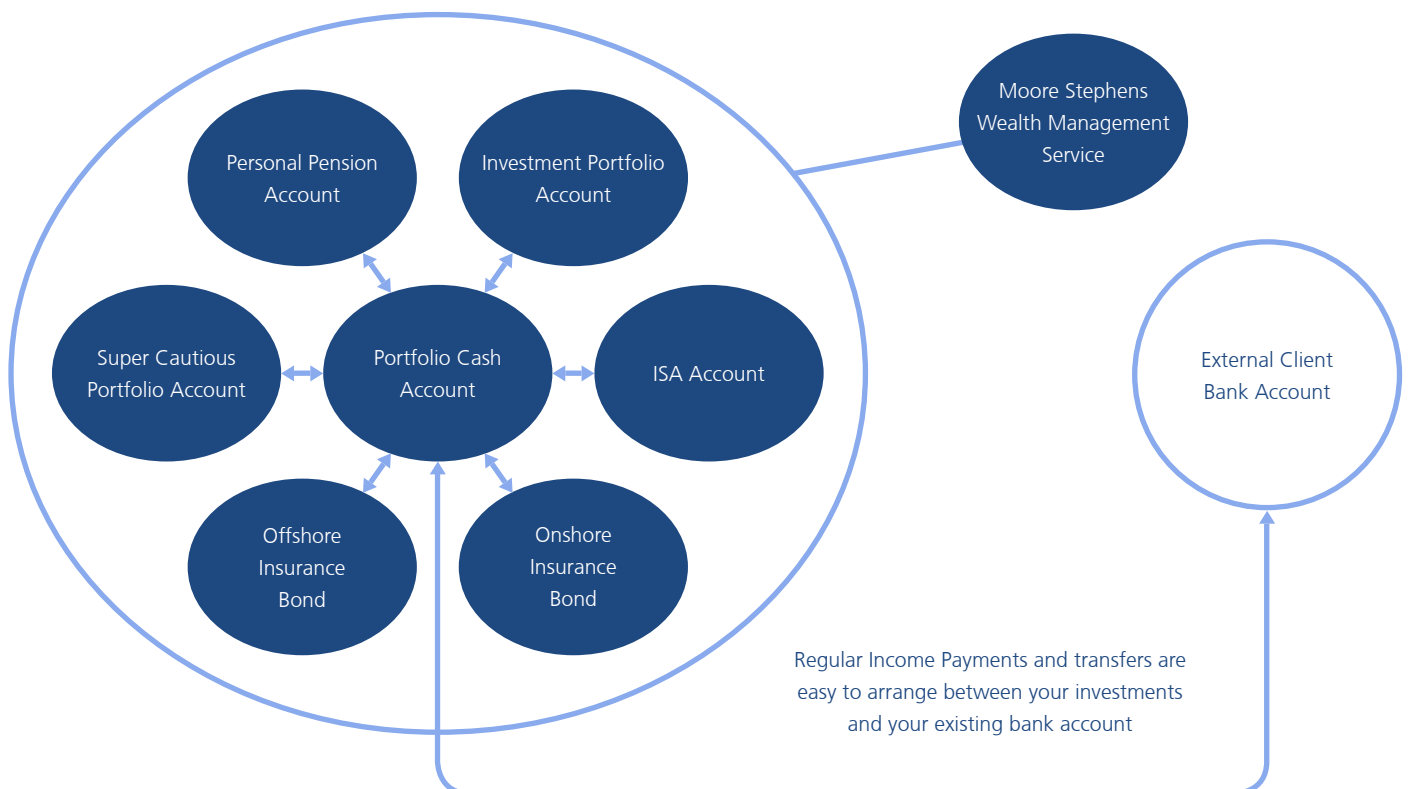 Moore Stephens
Wealth Management
Service
Personal Pension
Account
Investment Portfolio
Account
Super Cautious
Portfolio Account
Portfolio Cash
Account
ISA Account
External Client
Bank Account
Offshore
Insurance
Bond
Onshore
Insurance
Bond
Regular Income Payments and transfers are
easy to arrange between your investments
and your existing bank account